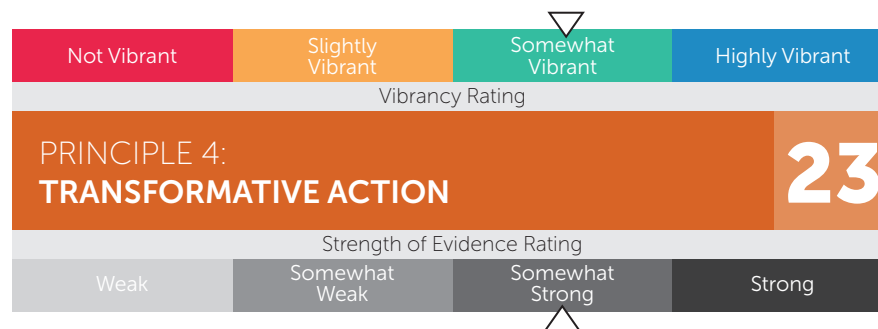 Not Vibrant
Slightly
Vibrant
Somewhat
Vibrant
Highly Vibrant
Vibrancy Rating
PRINCIPLE 4:
TRANSFORMATIVE ACTION
23
Strength of Evidence Rating
Weak
Somewhat
Weak
Somewhat
Strong
Strong